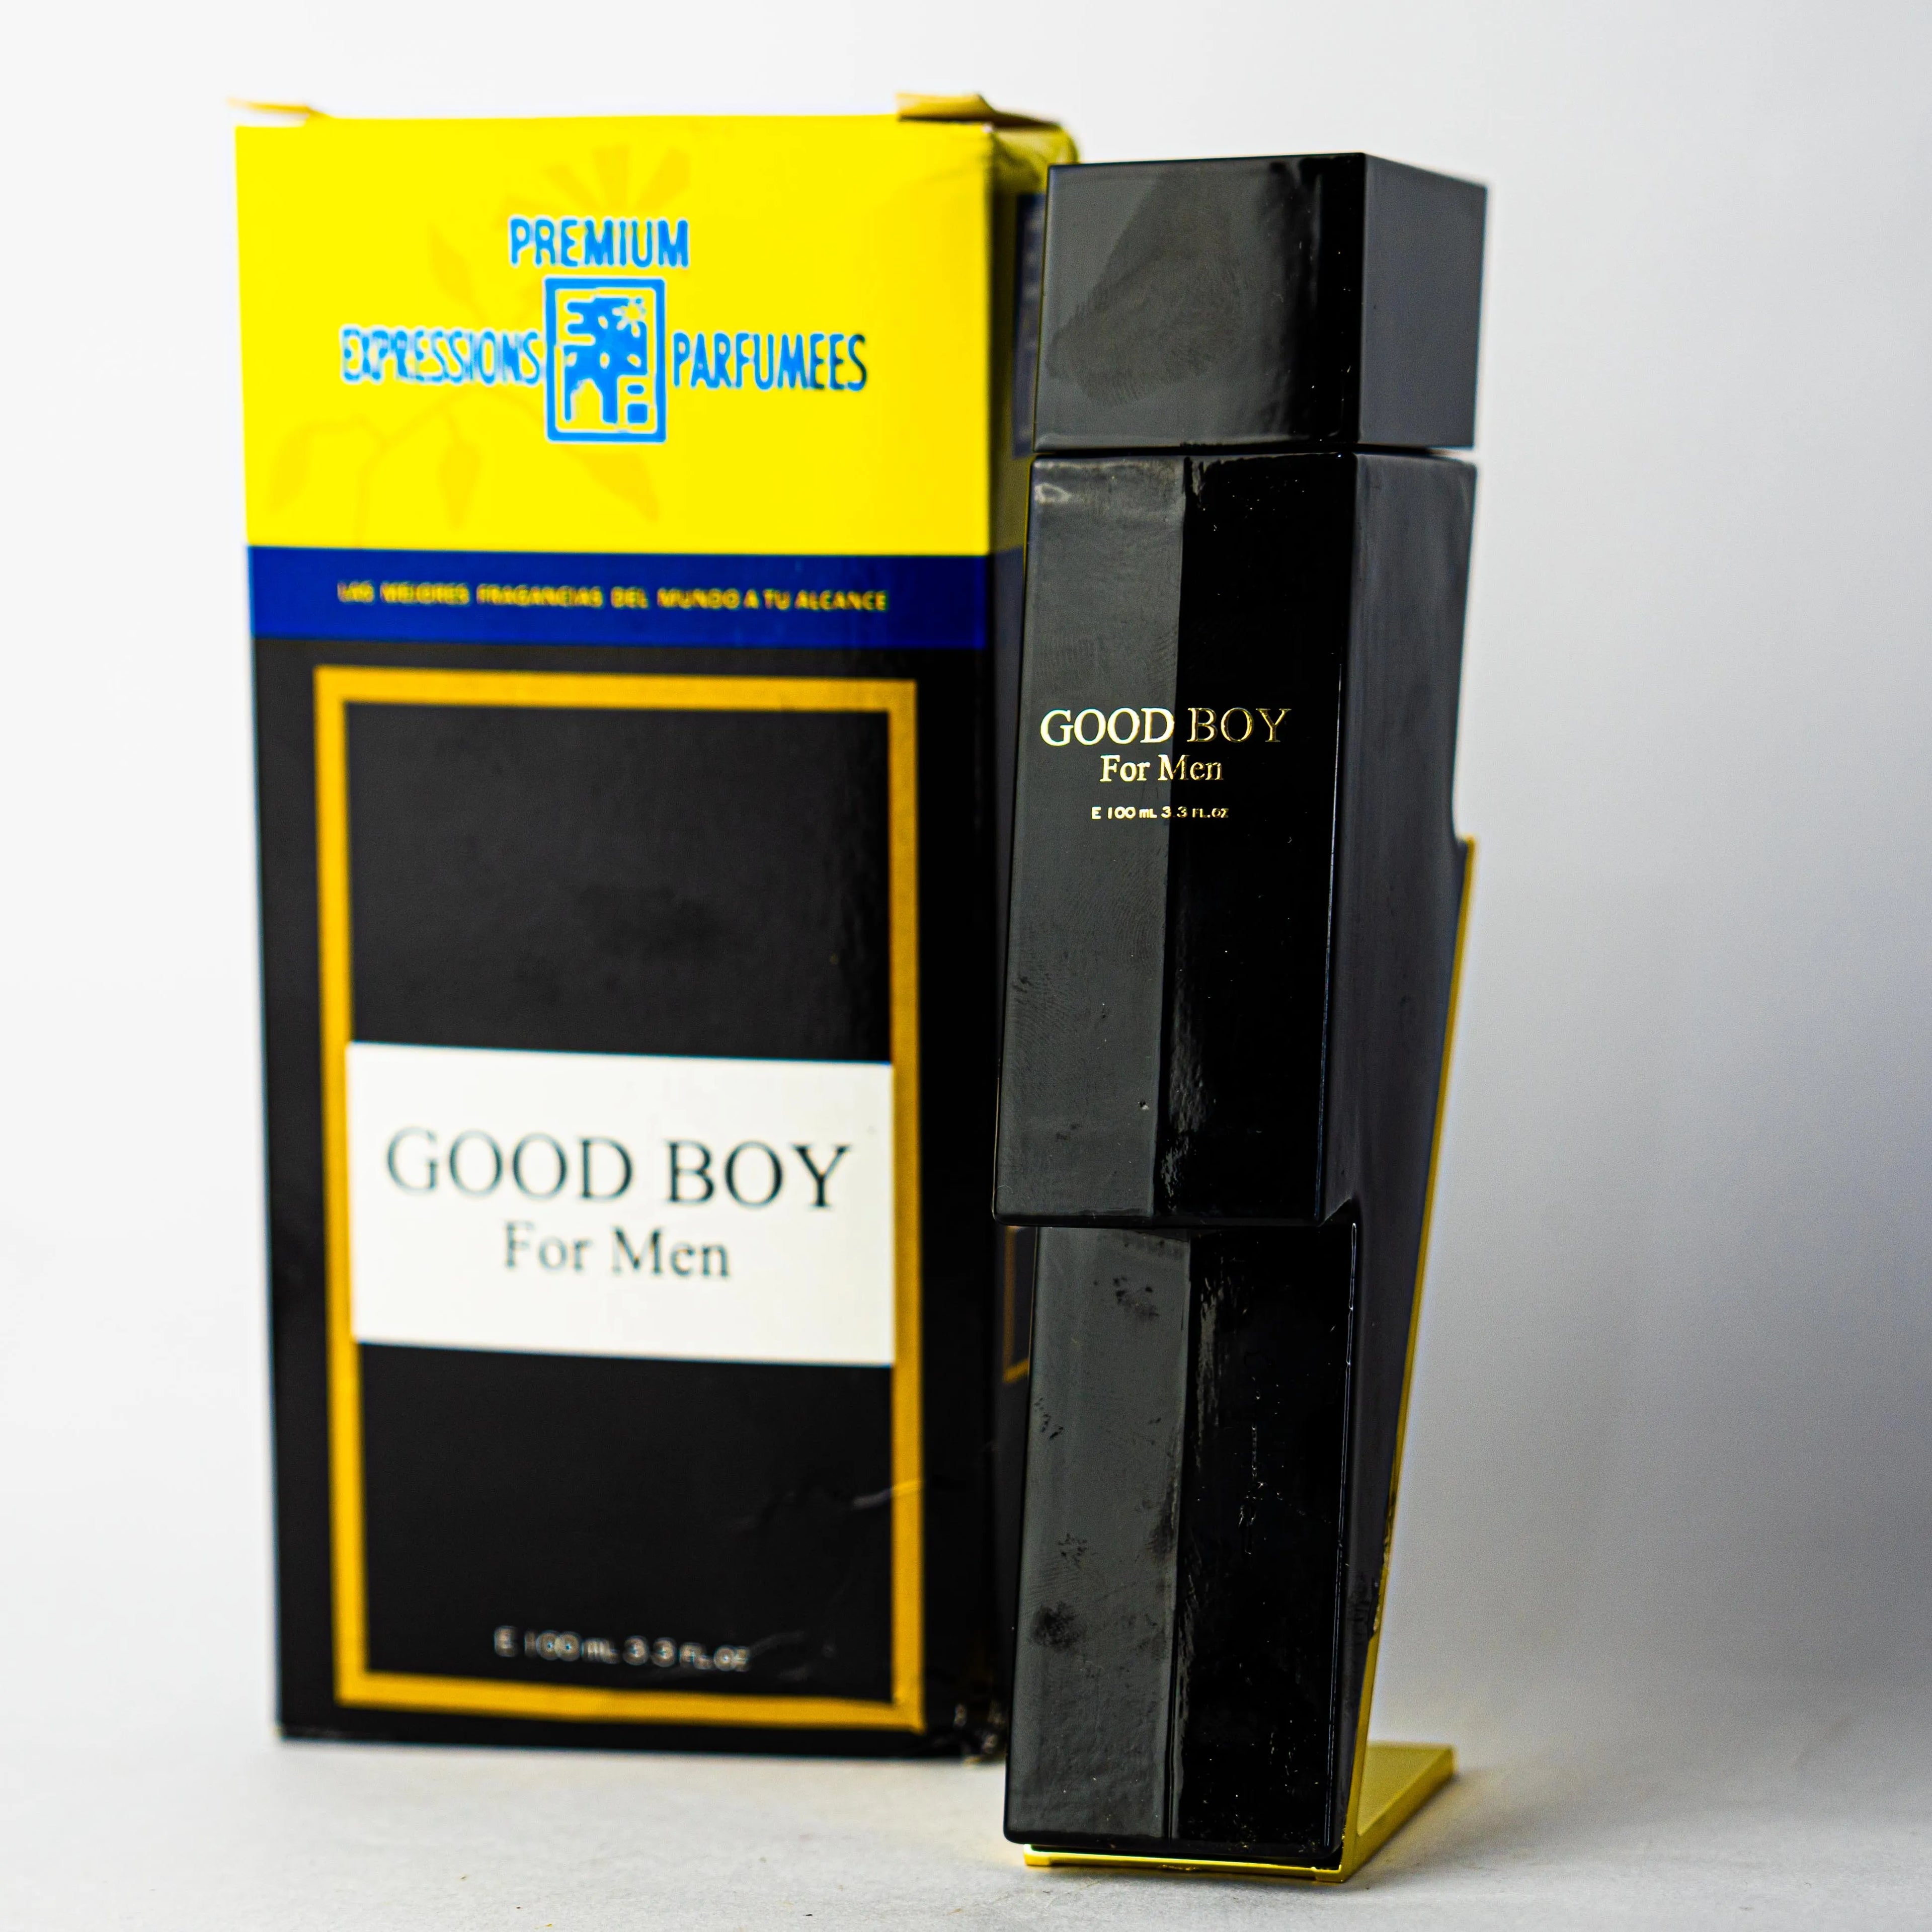 PREMIUM
EXPRESSIONS PARFUMEES
LAS MEJORES FRAGANCIAS DEL MUNDO A TU ALCANCE
GOOD BOY
For Men
E 100 mL 3.3 FL.OZ
GOOD BOY
For Men
E 100 mL 3.3 FL.OZ